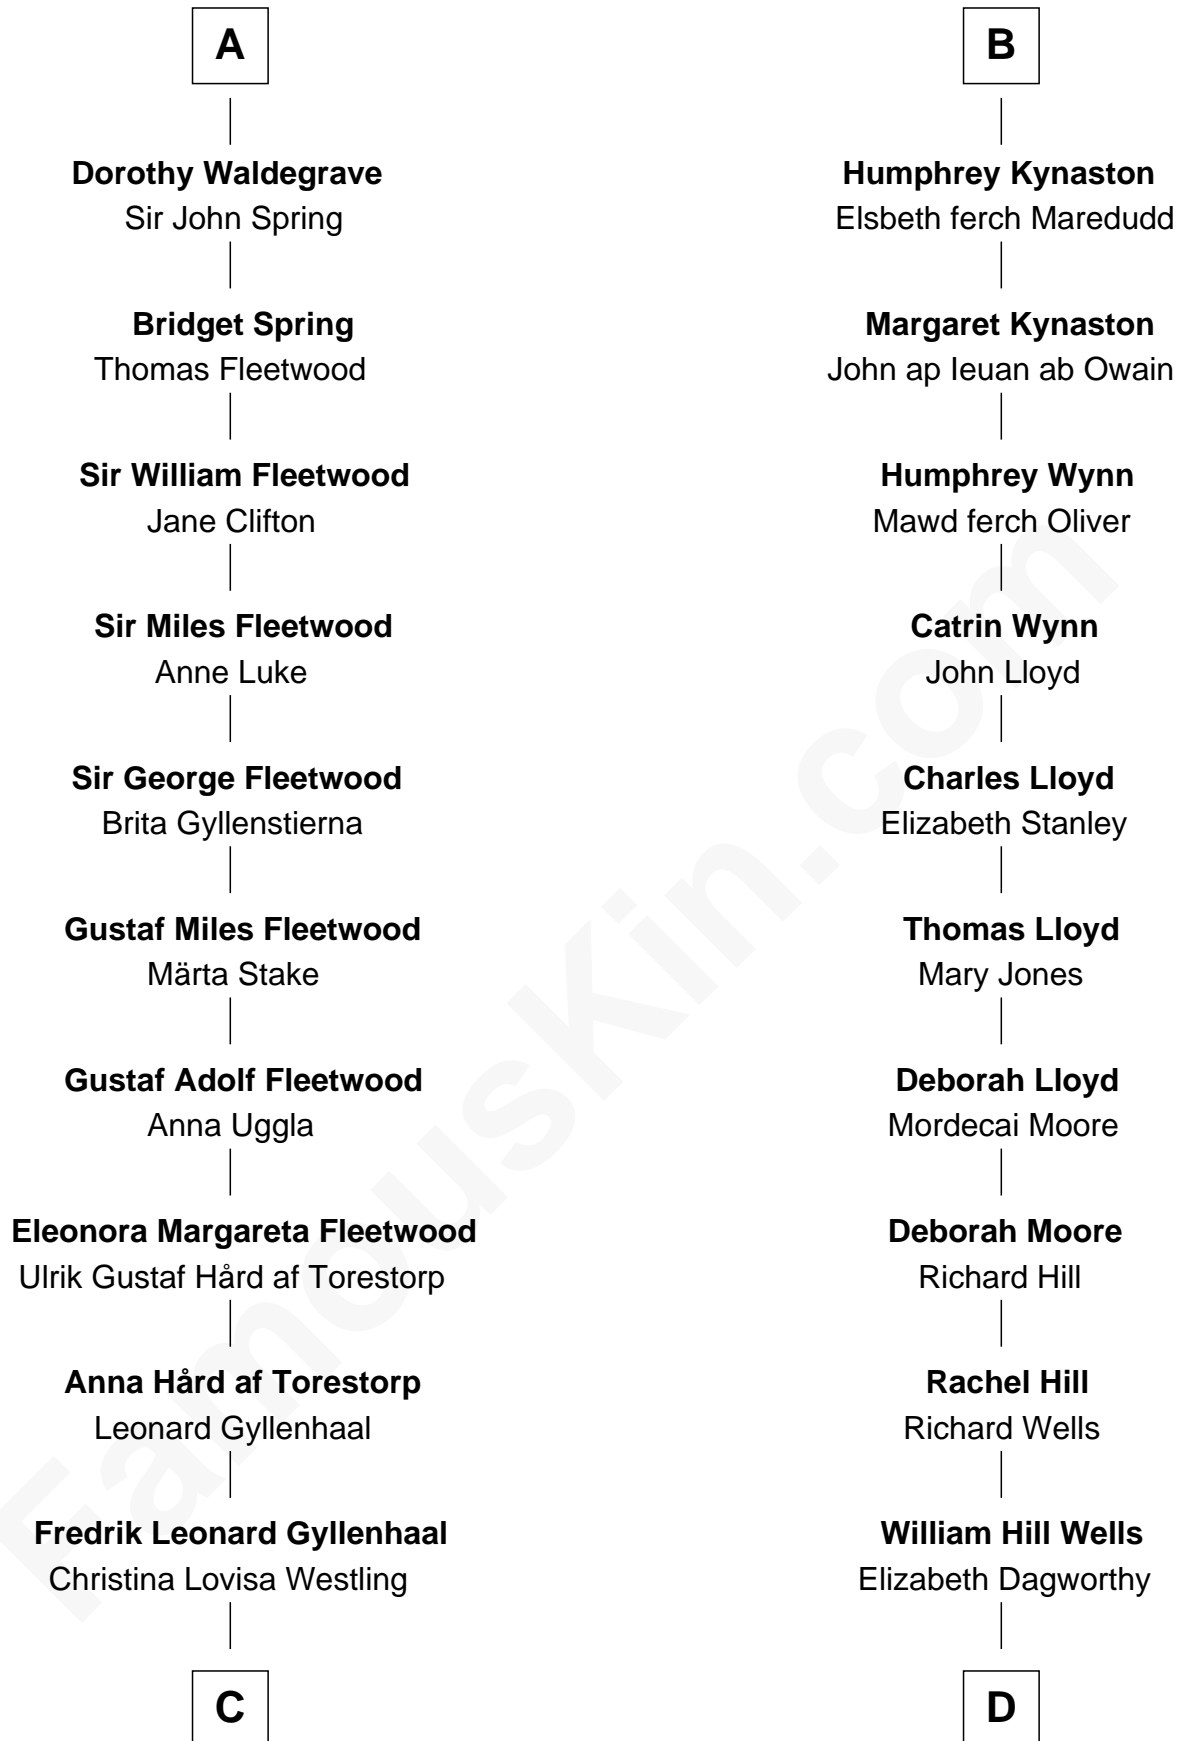 A
Dorothy Waldegrave
Sir John Spring
Bridget Spring
Thomas Fleetwood
Sir William Fleetwood
Jane Clifton
Sir Miles Fleetwood
Anne Luke
Sir George Fleetwood
Brita Gyllenstierna
Gustaf Miles Fleetwood
Märta Stake
Gustaf Adolf Fleetwood
Anna Uggla
Eleonora Margareta Fleetwood
Ulrik Gustaf Hård af Torestorp
Anna Hård af Torestorp
Leonard Gyllenhaal
Fredrik Leonard Gyllenhaal
Christina Lovisa Westling
C
B
Humphrey Kynaston
Elsbeth ferch Maredudd
Margaret Kynaston
John ap Ieuan ab Owain
Humphrey Wynn
Mawd ferch Oliver
Catrin Wynn
John Lloyd
Charles Lloyd
Elizabeth Stanley
Thomas Lloyd
Mary Jones
Deborah Lloyd
Mordecai Moore
Deborah Moore
Richard Hill
Rachel Hill
Richard Wells
William Hill Wells
Elizabeth Dagworthy
D
FamousKin.com